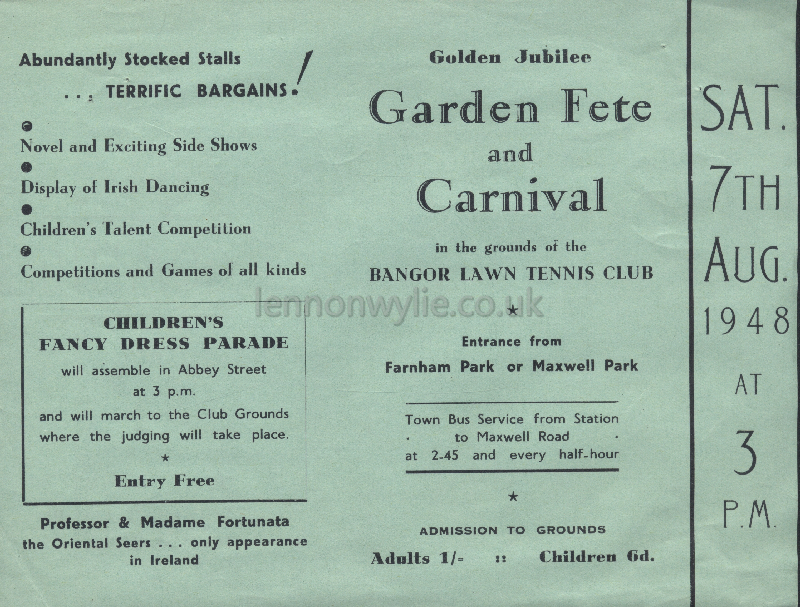 Abundantly Stocked Stalls
... TERRIFIC BARGAINS!
Novel and Exciting Side Shows
Display of Irish Dancing
Children's Talent Competition
Competitions and Games of all kinds
CHILDREN'S
FANCY DRESS PARADE
will assemble in Abbey Street
at 3 p.m.
and will march to the Club Grounds
where the judging will take place.
Entry Free
Professor & Madame Fortunata
the Oriental Seers ... only appearance
in Ireland
Golden Jubilee
Garden Fete
and
Carnival
in the grounds of the
BANGOR LAWN TENNIS CLUB
Entrance from
Farnham Park or Maxwell Park
Town Bus Service from Station
to Maxwell Road
at 2-45 and every half-hour
ADMISSION TO GROUNDS
Adults 1/= :: Children 6d.
SAT.
7TH
AUG.
1948
AT
3
P.M.
lennonwylie.co.uk